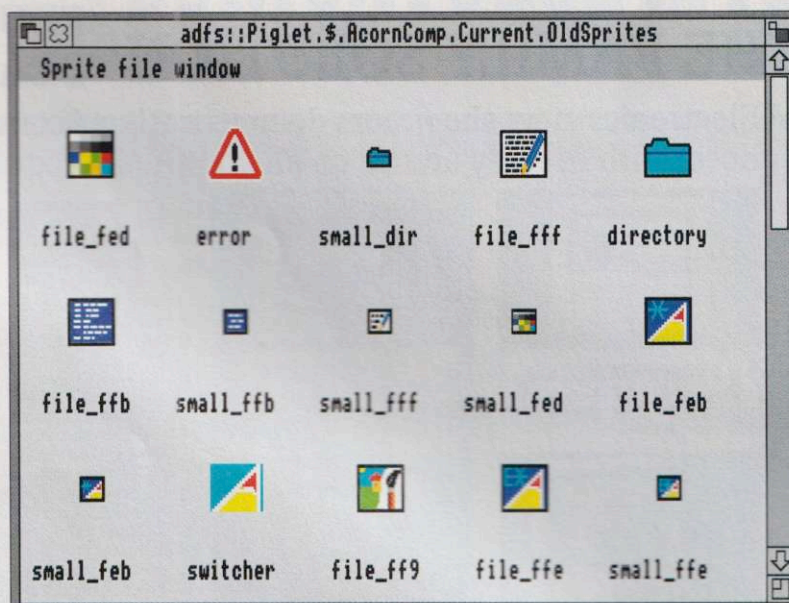 adfs::Piglet.$.AcornComp.Current.OldSprites
Sprite file window
file_fed error small_dir file_fff directory
file_ffb small_ffb small_fff small_fed file_feb
small_feb switcher file_ff9 file_ffe small_ffe